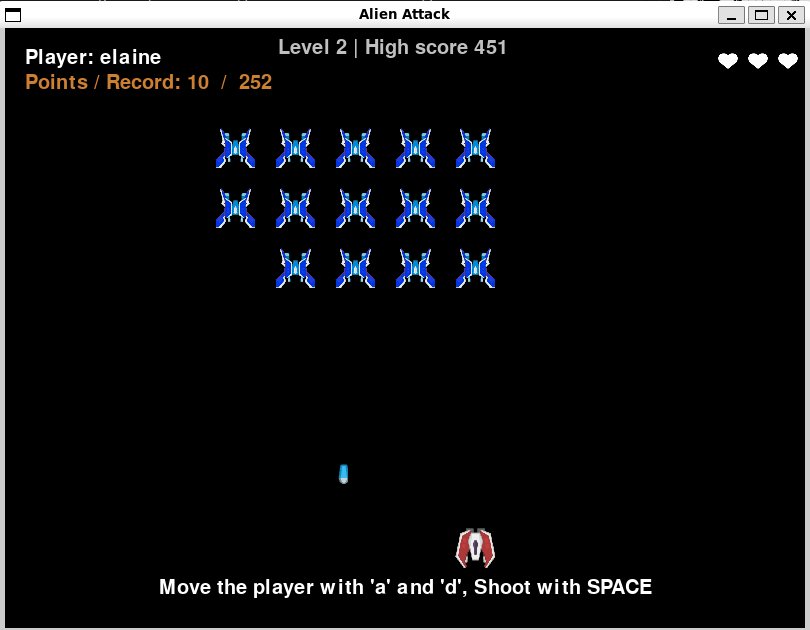 Alien Attack
Level 2 | High score 451
Player: elaine
Points / Record: 10 / 252
Move the player with 'a' and 'd', Shoot with SPACE